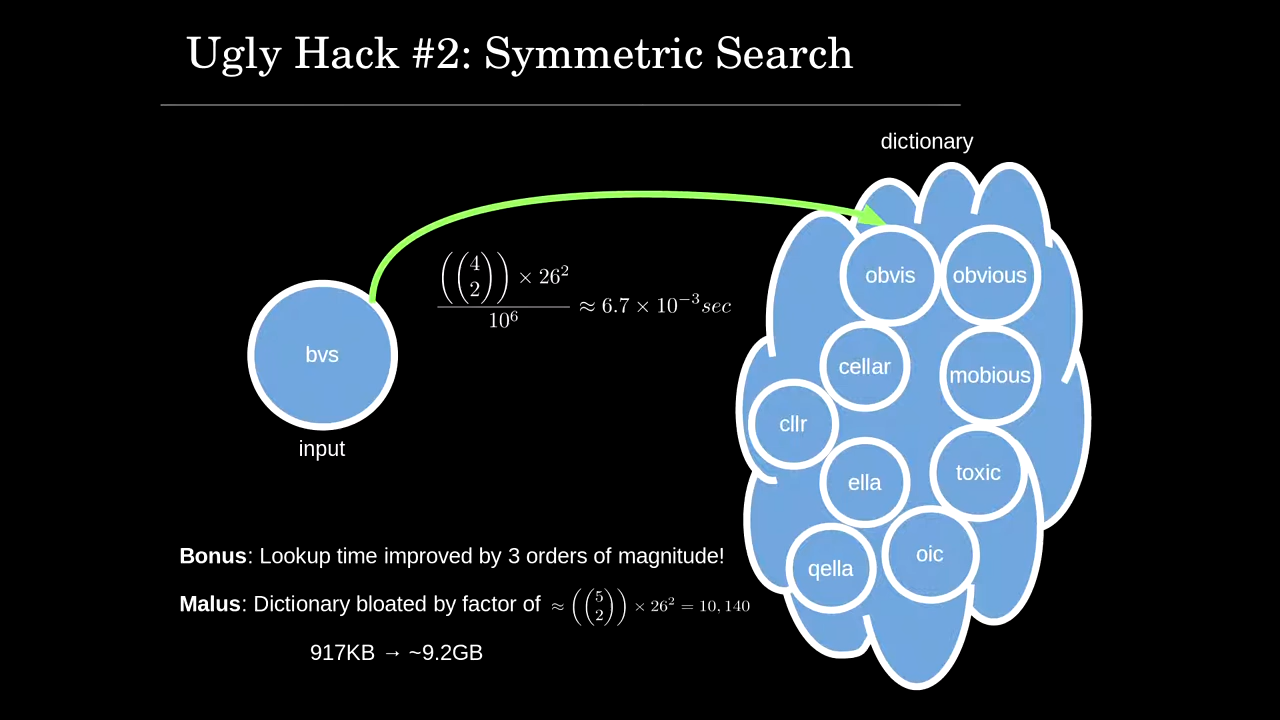 Ugly Hack #2: Symmetric Search
dictionary
obvis
obvious
bvs
input
((4 2)) × 26² / 10⁶ ≈ 6.7 × 10⁻³sec
cellar
mobious
cllr
ella
toxic
qella
oic
Bonus: Lookup time improved by 3 orders of magnitude!
Malus: Dictionary bloated by factor of ≈ ((5 2)) × 26² = 10, 140
917KB → ~9.2GB